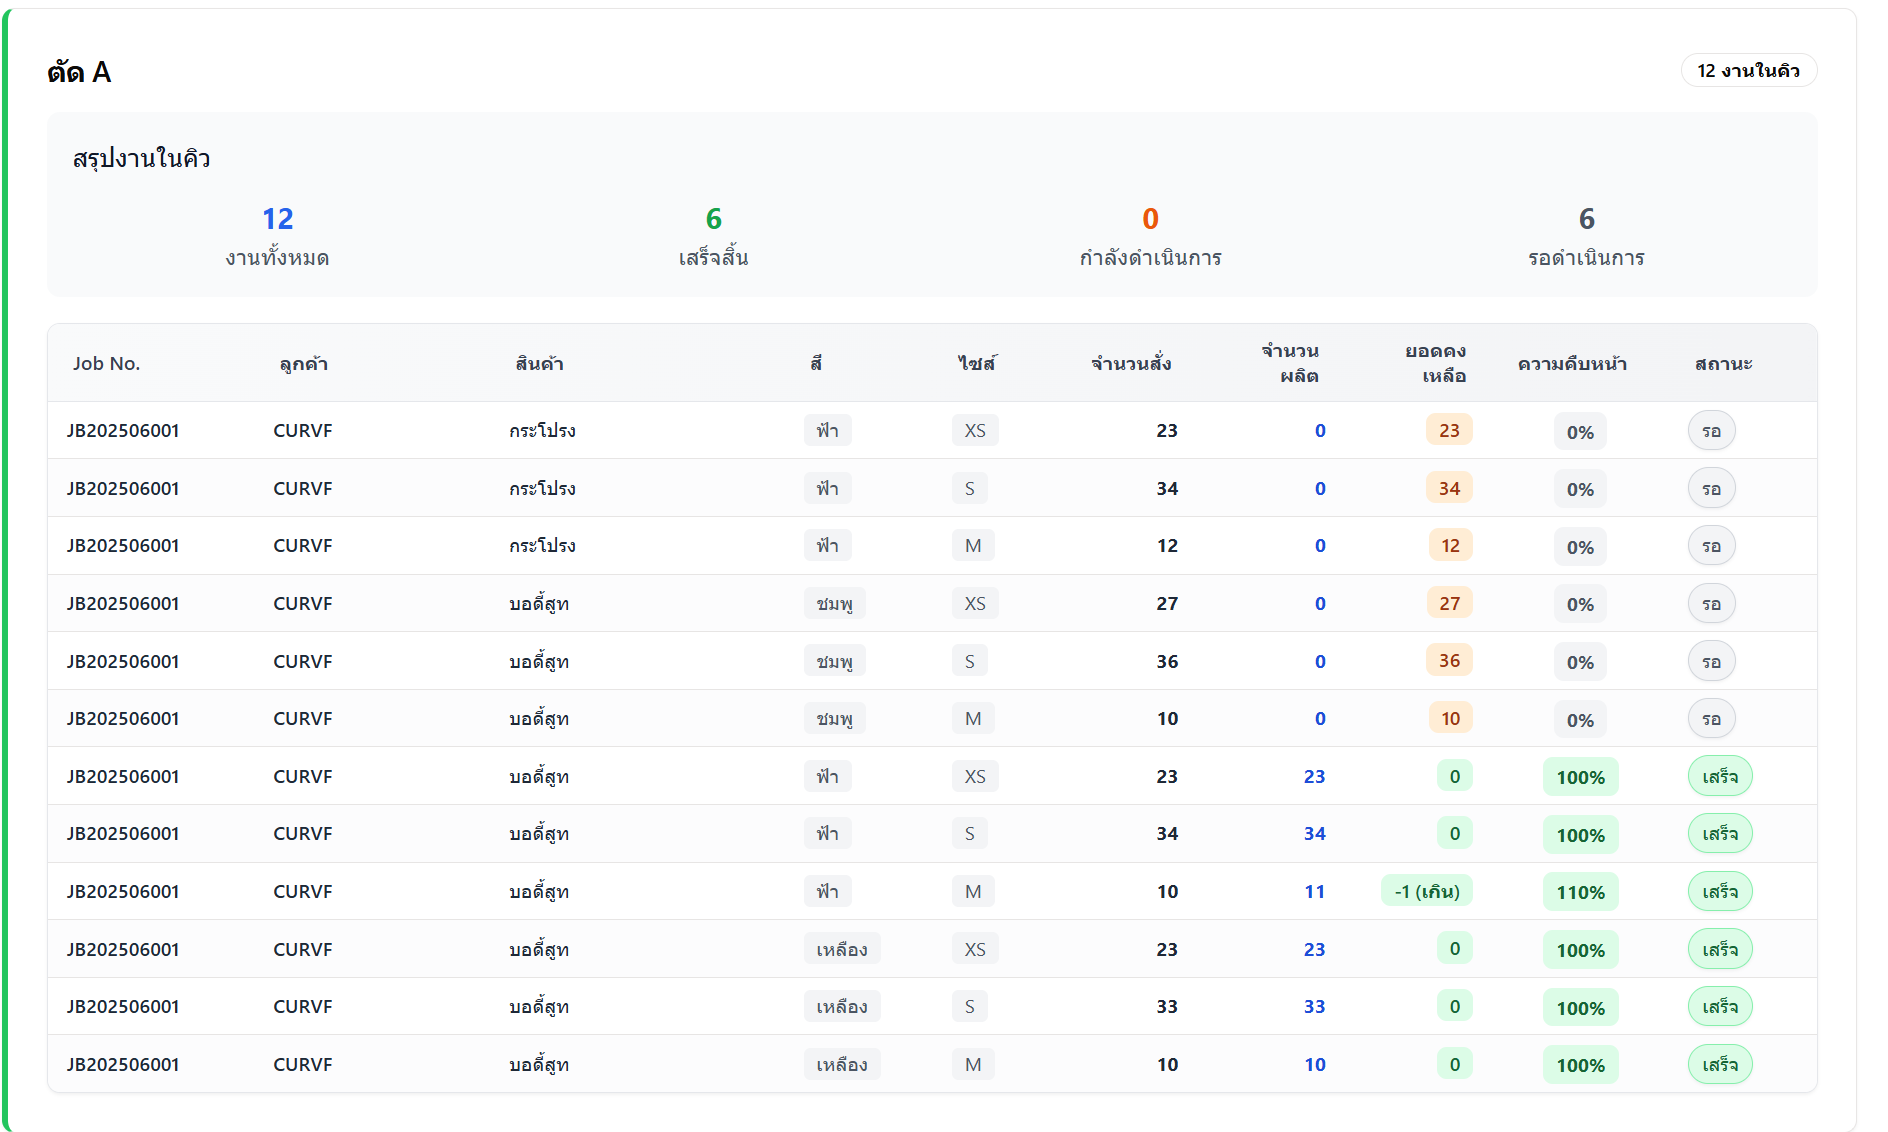 ตัด A
12 งานในคิว
สรุปงานในคิว
12 6 0 6
งานทั้งหมด เสร็จสิ้น กำลังดำเนินการ รอดำเนินการ
Job No. ลูกค้า สินค้า สี ไซส์ จำนวนสั่ง จำนวนผลิต ยอดคงเหลือ ความคืบหน้า สถานะ
JB202506001 CURVF กระโปรง ฟ้า XS 23 0 23 0% รอ
JB202506001 CURVF กระโปรง ฟ้า S 34 0 34 0% รอ
JB202506001 CURVF กระโปรง ฟ้า M 12 0 12 0% รอ
JB202506001 CURVF บอดี้สูท ชมพู XS 27 0 27 0% รอ
JB202506001 CURVF บอดี้สูท ชมพู S 36 0 36 0% รอ
JB202506001 CURVF บอดี้สูท ชมพู M 10 0 10 0% รอ
JB202506001 CURVF บอดี้สูท ฟ้า XS 23 23 0 100% เสร็จ
JB202506001 CURVF บอดี้สูท ฟ้า S 34 34 0 100% เสร็จ
JB202506001 CURVF บอดี้สูท ฟ้า M 10 11 -1 (เกิน) 110% เสร็จ
JB202506001 CURVF บอดี้สูท เหลือง XS 23 23 0 100% เสร็จ
JB202506001 CURVF บอดี้สูท เหลือง S 33 33 0 100% เสร็จ
JB202506001 CURVF บอดี้สูท เหลือง M 10 10 0 100% เสร็จ